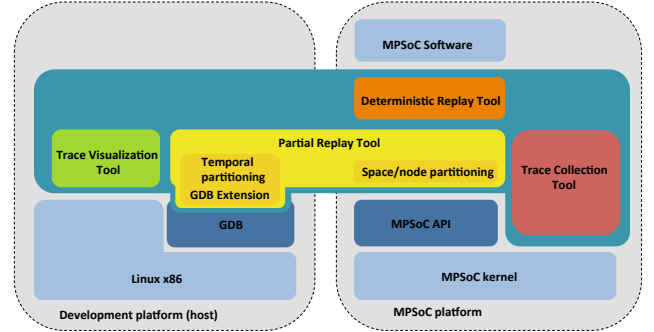 MPSoC Software
Deterministic Replay Tool
Partial Replay Tool
Trace Visualization
Tool
Temporal
partitioning
GDB Extension
Space/node partitioning
Trace Collection
Tool
GDB
MPSoC API
Linux x86
MPSoC kernel
Development platform (host)
MPSoC platform